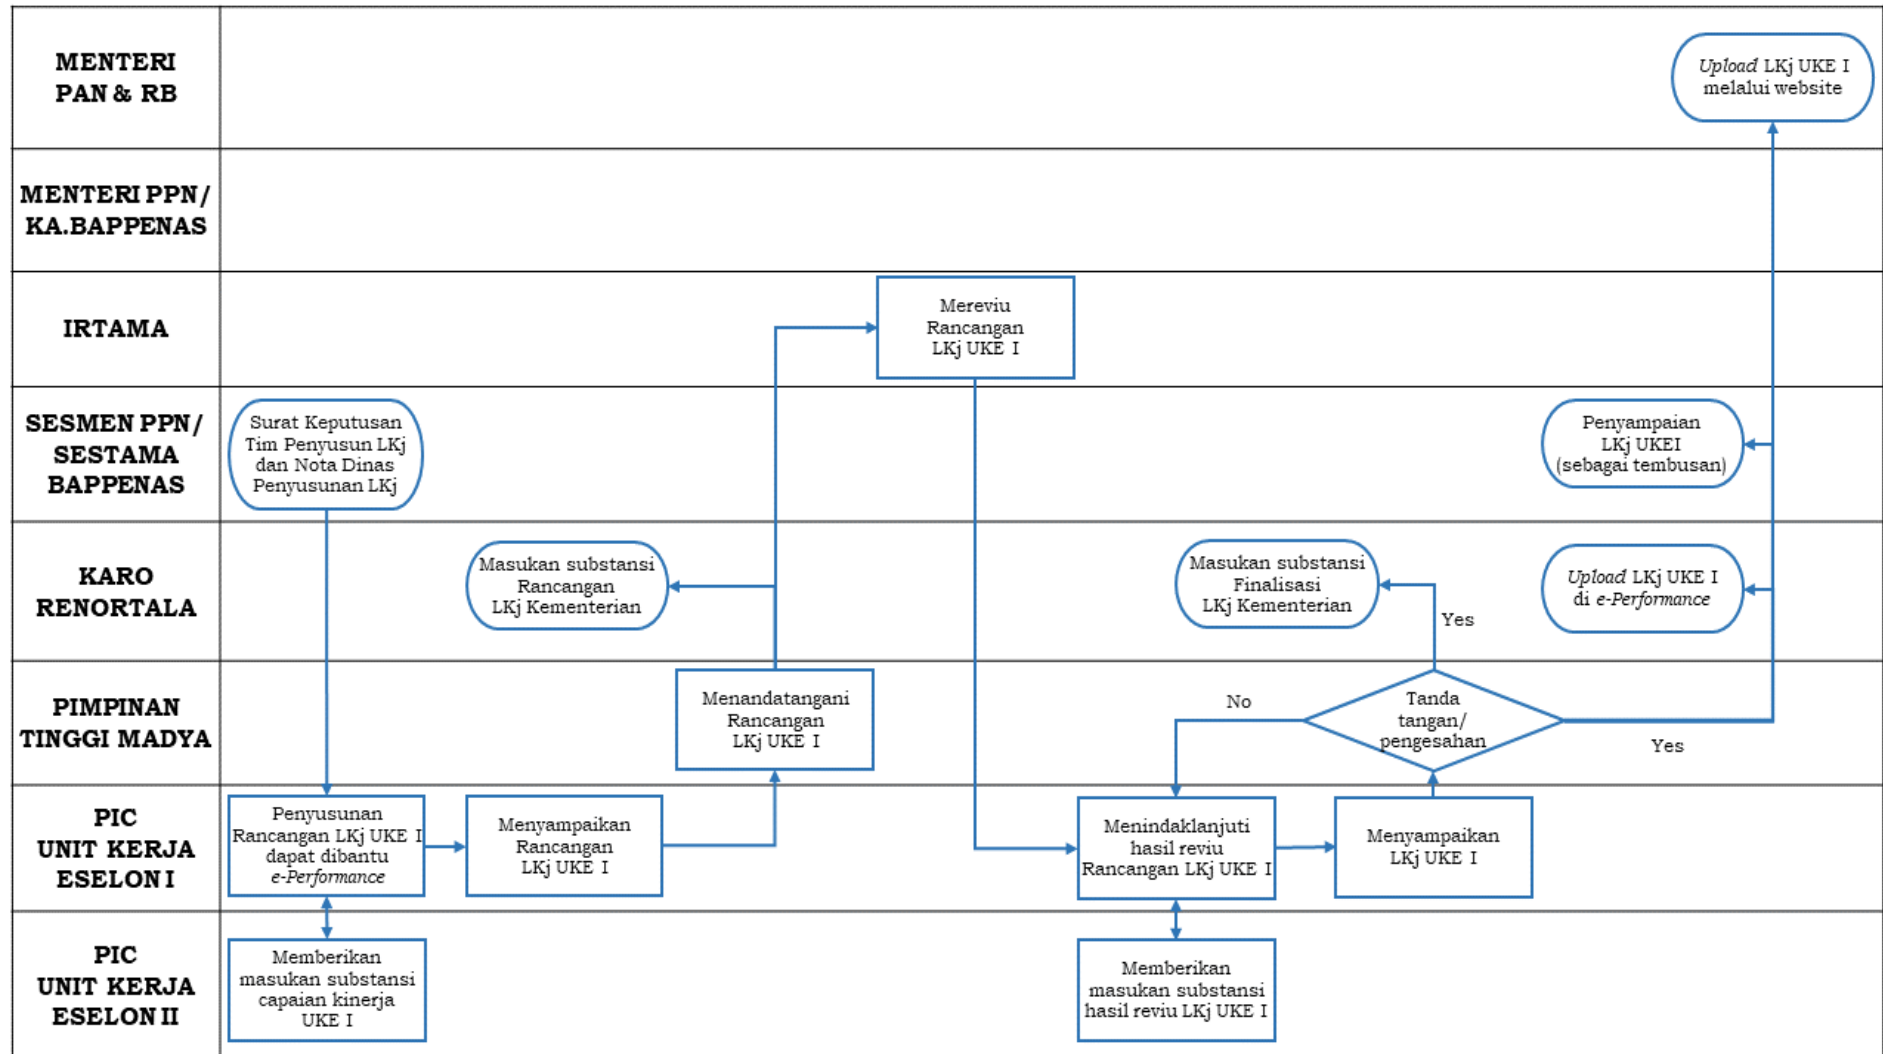 MENTERI
PAN & RB
Upload LKj UKE I
melalui website
MENTERI PPN/
KA.BAPPENAS
IRTAMA
Mereviu
Rancangan
LKj UKE I
SESMEN PPN/
SESTAMA
BAPPENAS
Surat Keputusan
Tim Penyusun LKj
dan Nota Dinas
Penyusunan LKj
Penyampaian
LKj UKEI
(sebagai tembusan)
KARO
RENORTALA
Masukan substansi
Rancangan
LKj Kementerian
Masukan substansi
Finalisasi
LKj Kementerian
Yes
Upload LKj UKE I
di e-Performance
PIMPINAN
TINGGI MADYA
Menandatangani
Rancangan
LKj UKE I
No
Tanda
tangan/
pengesahan
Yes
PIC
UNIT KERJA
ESELON I
Penyusunan
Rancangan LKj UKE I
dapat dibantu
e-Performance
Menyampaikan
Rancangan
LKj UKE I
Menindaklanjuti
hasil reviu
Rancangan LKj UKE I
Menyampaikan
LKj UKE I
PIC
UNIT KERJA
ESELON II
Memberikan
masukan substansi
capaian kinerja
UKE I
Memberikan
masukan substansi
hasil reviu LKj UKE I